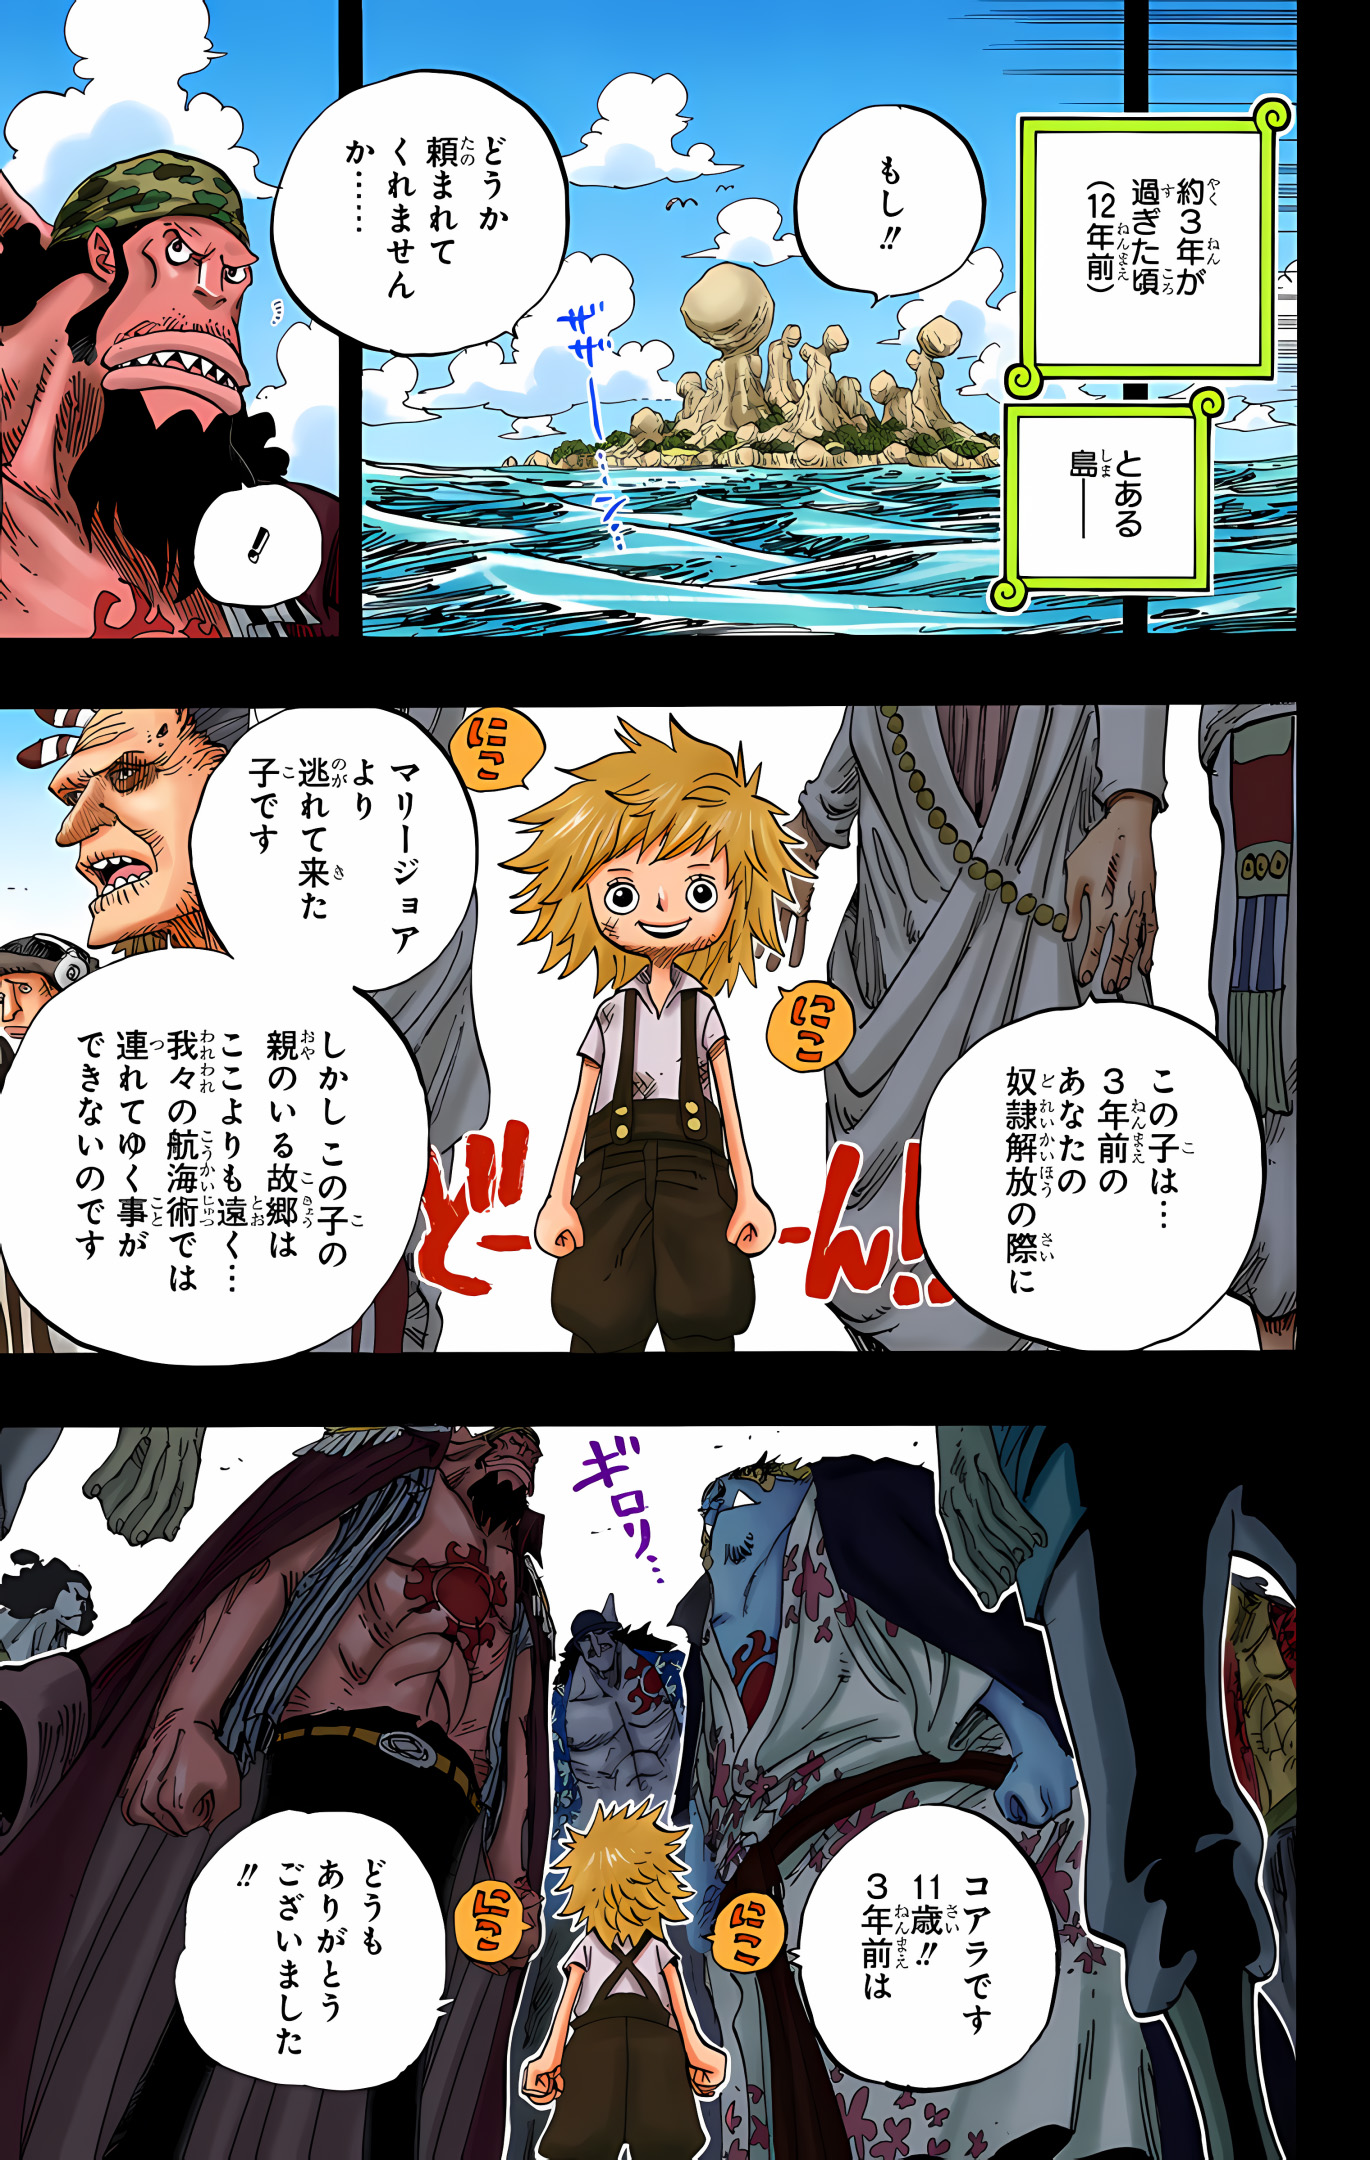 約３年が
過ぎた頃
（12年前）
とある
島──
もし!!
どうか
頼まれて
くれません
か……
ザザーー…ン…
！
この子は…
３年前の
あなたの
奴隷解放の際に
にこ
マリージョア
より
逃れて来た
子です
にこ
しかし この子の
親のいる故郷は
ここよりも遠く…
我々の航海術では
連れてゆく事が
できないのです
どーーん!!
ギロリ…
コアラです
11歳!!
３年前は
にこ
にこ
どうも
ありがとう
ございました
!!